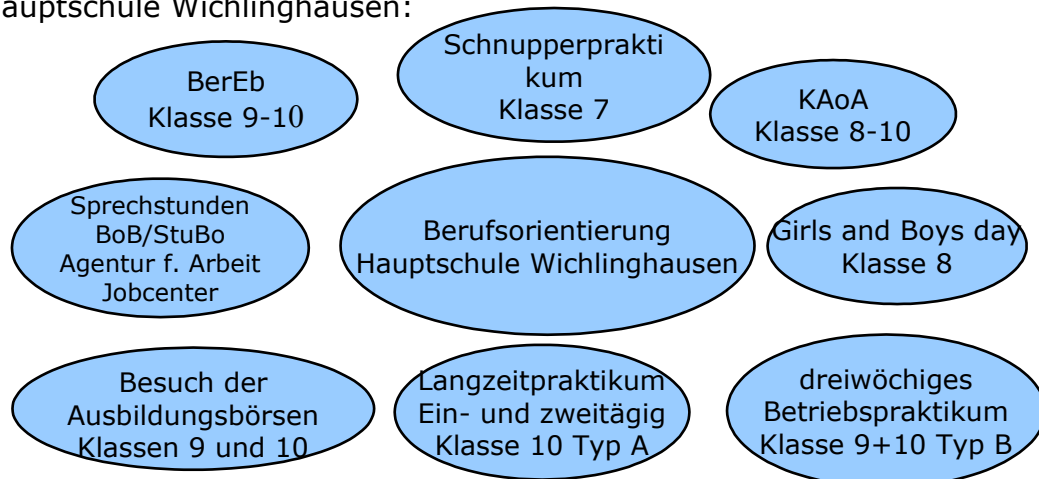 auptschule Wichlinghausen:
BerEb
Klasse 9-10
Schnupperprakti
kum
Klasse 7
KAoA
Klasse 8-10
Sprechstunden
BoB/StuBo
Agentur f. Arbeit
Jobcenter
Berufsorientierung
Hauptschule Wichlinghausen
Girls and Boys day
Klasse 8
Besuch der
Ausbildungsbörsen
Klassen 9 und 10
Langzeitpraktikum
Ein- und zweitägig
Klasse 10 Typ A
dreiwöchiges
Betriebspraktikum
Klasse 9+10 Typ B